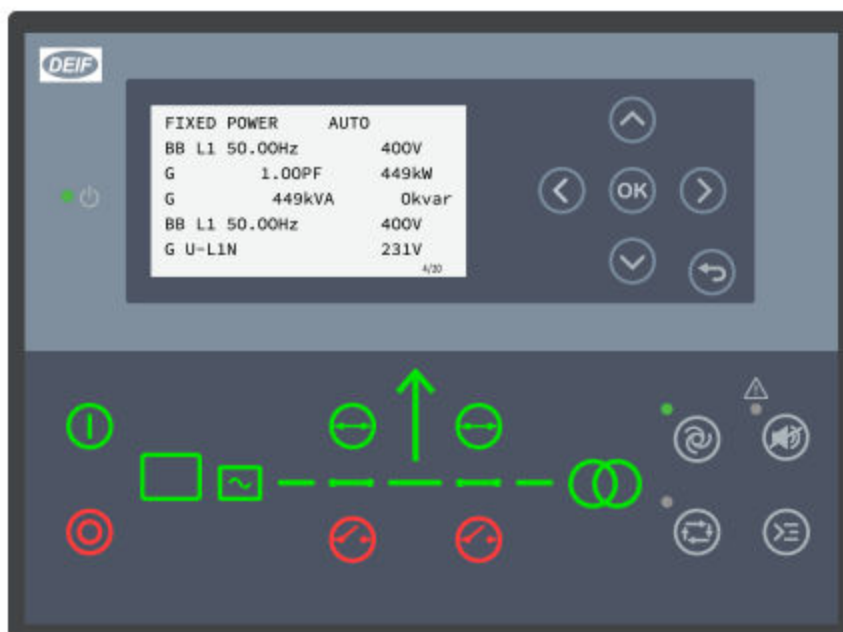 DEIF
FIXED POWER AUTO
BB L1 50.00Hz 400V
G 1.00PF 449kW
G 449kVA 0kvar
BB L1 50.00Hz 400V
G U-L1N 231V
4/20
OK